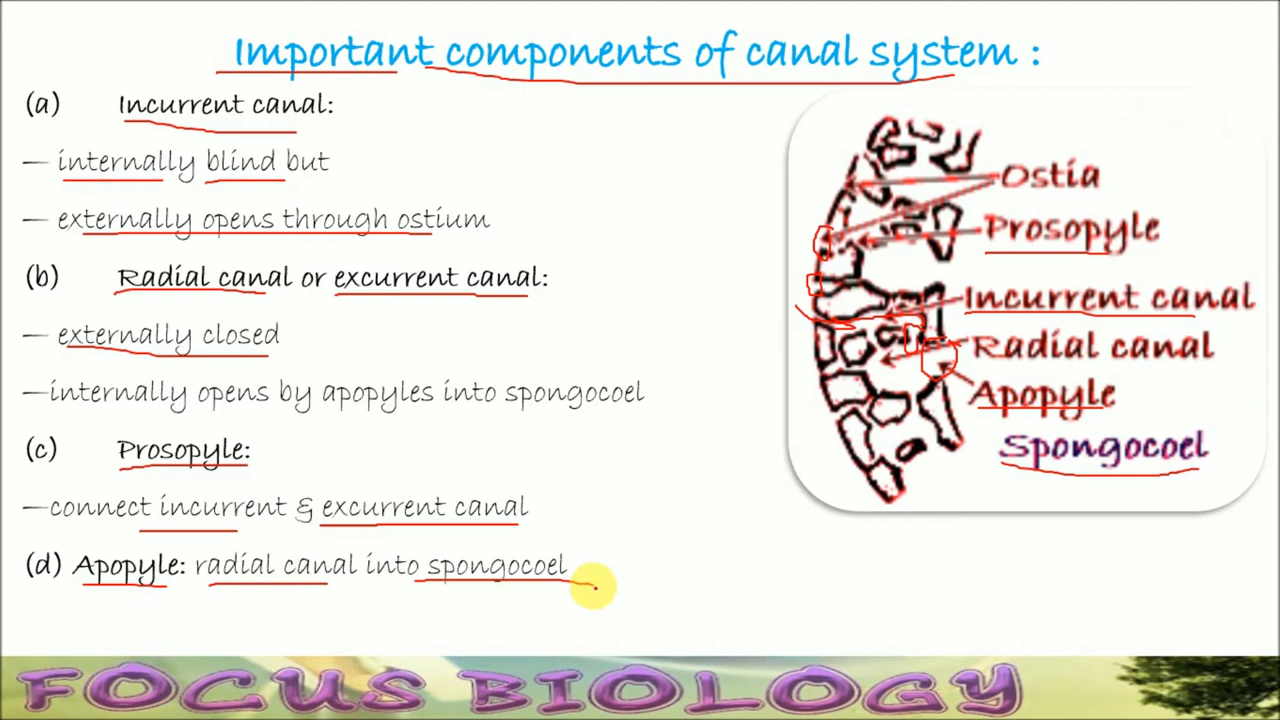 Important components of canal system :
(a) Incurrent canal:
— internally blind but
— externally opens through ostium
(b) Radial canal or excurrent canal:
— externally closed
—internally opens by apopyles into spongocoel
(c) Prosopyle:
—connect incurrent & excurrent canal
(d) Apopyle: radial canal into spongocoel
Ostia
Prosopyle
Incurrent canal
Radial canal
Apopyle
Spongocoel
FOCUS BIOLOGY